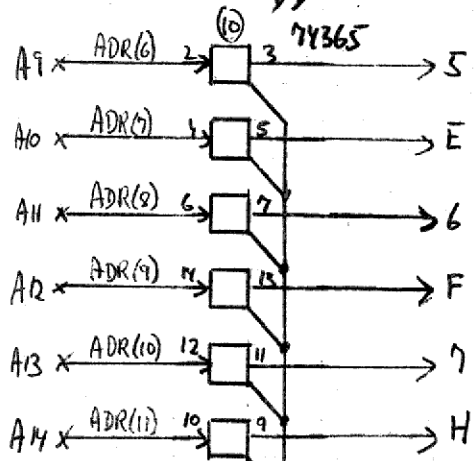 10 74365
A9 ADR(6) 2 3 5
A10 ADR(7) 4 5 E
A11 ADR(8) 6 7 6
A12 ADR(9) 14 13 F
A13 ADR(10) 12 11 7
A14 ADR(11) 10 9 H